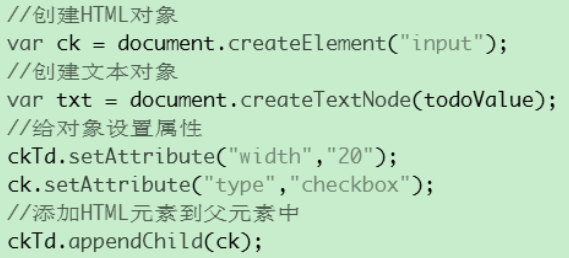 //创建HTML对象
var ck = document.createElement("input");
//创建文本对象
var txt = document.createTextNode(todoValue);
//给对象设置属性
ckTd.setAttribute("width","20");
ck.setAttribute("type","checkbox");
//添加HTML元素到父元素中
ckTd.appendChild(ck);